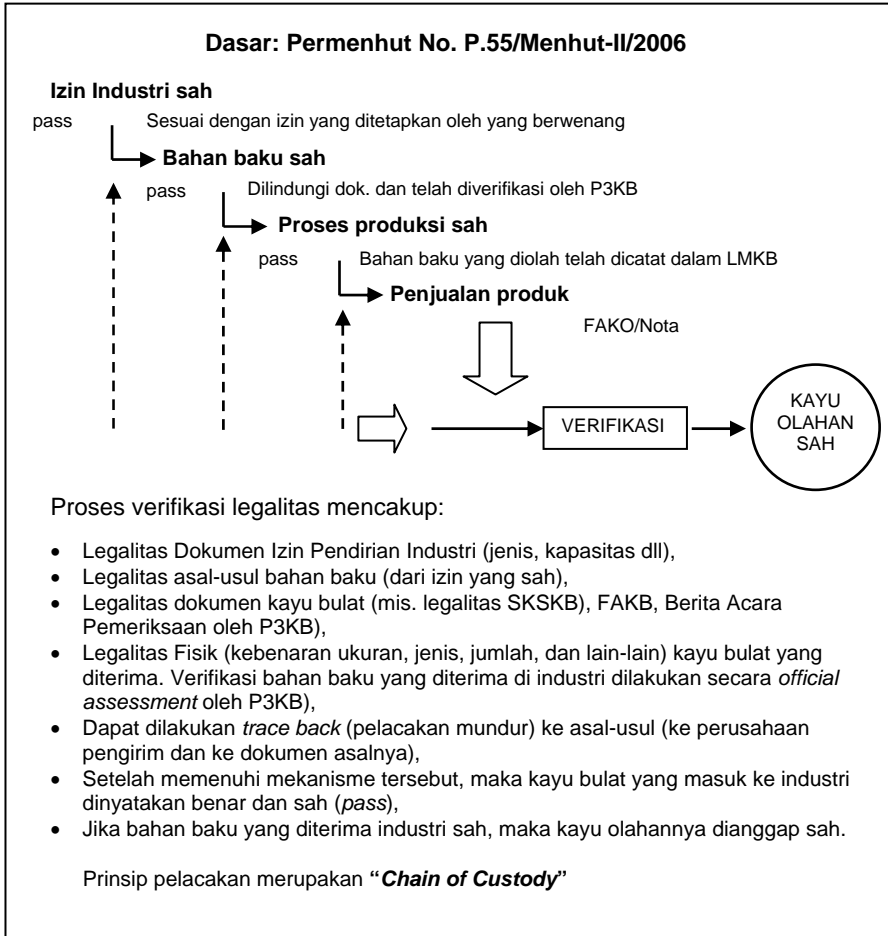 Dasar: Permenhut No. P.55/Menhut-II/2006
Izin Industri sah
pass Sesuai dengan izin yang ditetapkan oleh yang berwenang
Bahan baku sah
pass Dilindungi dok. dan telah diverifikasi oleh P3KB
Proses produksi sah
pass Bahan baku yang diolah telah dicatat dalam LMKB
Penjualan produk
FAKO/Nota
VERIFIKASI
KAYU
OLAHAN
SAH
Proses verifikasi legalitas mencakup:
• Legalitas Dokumen Izin Pendirian Industri (jenis, kapasitas dll),
• Legalitas asal-usul bahan baku (dari izin yang sah),
• Legalitas dokumen kayu bulat (mis. legalitas SKSKB), FAKB, Berita Acara
Pemeriksaan oleh P3KB),
• Legalitas Fisik (kebenaran ukuran, jenis, jumlah, dan lain-lain) kayu bulat yang
diterima. Verifikasi bahan baku yang diterima di industri dilakukan secara official
assessment oleh P3KB),
• Dapat dilakukan trace back (pelacakan mundur) ke asal-usul (ke perusahaan
pengirim dan ke dokumen asalnya),
• Setelah memenuhi mekanisme tersebut, maka kayu bulat yang masuk ke industri
dinyatakan benar dan sah (pass),
• Jika bahan baku yang diterima industri sah, maka kayu olahannya dianggap sah.
Prinsip pelacakan merupakan “Chain of Custody”